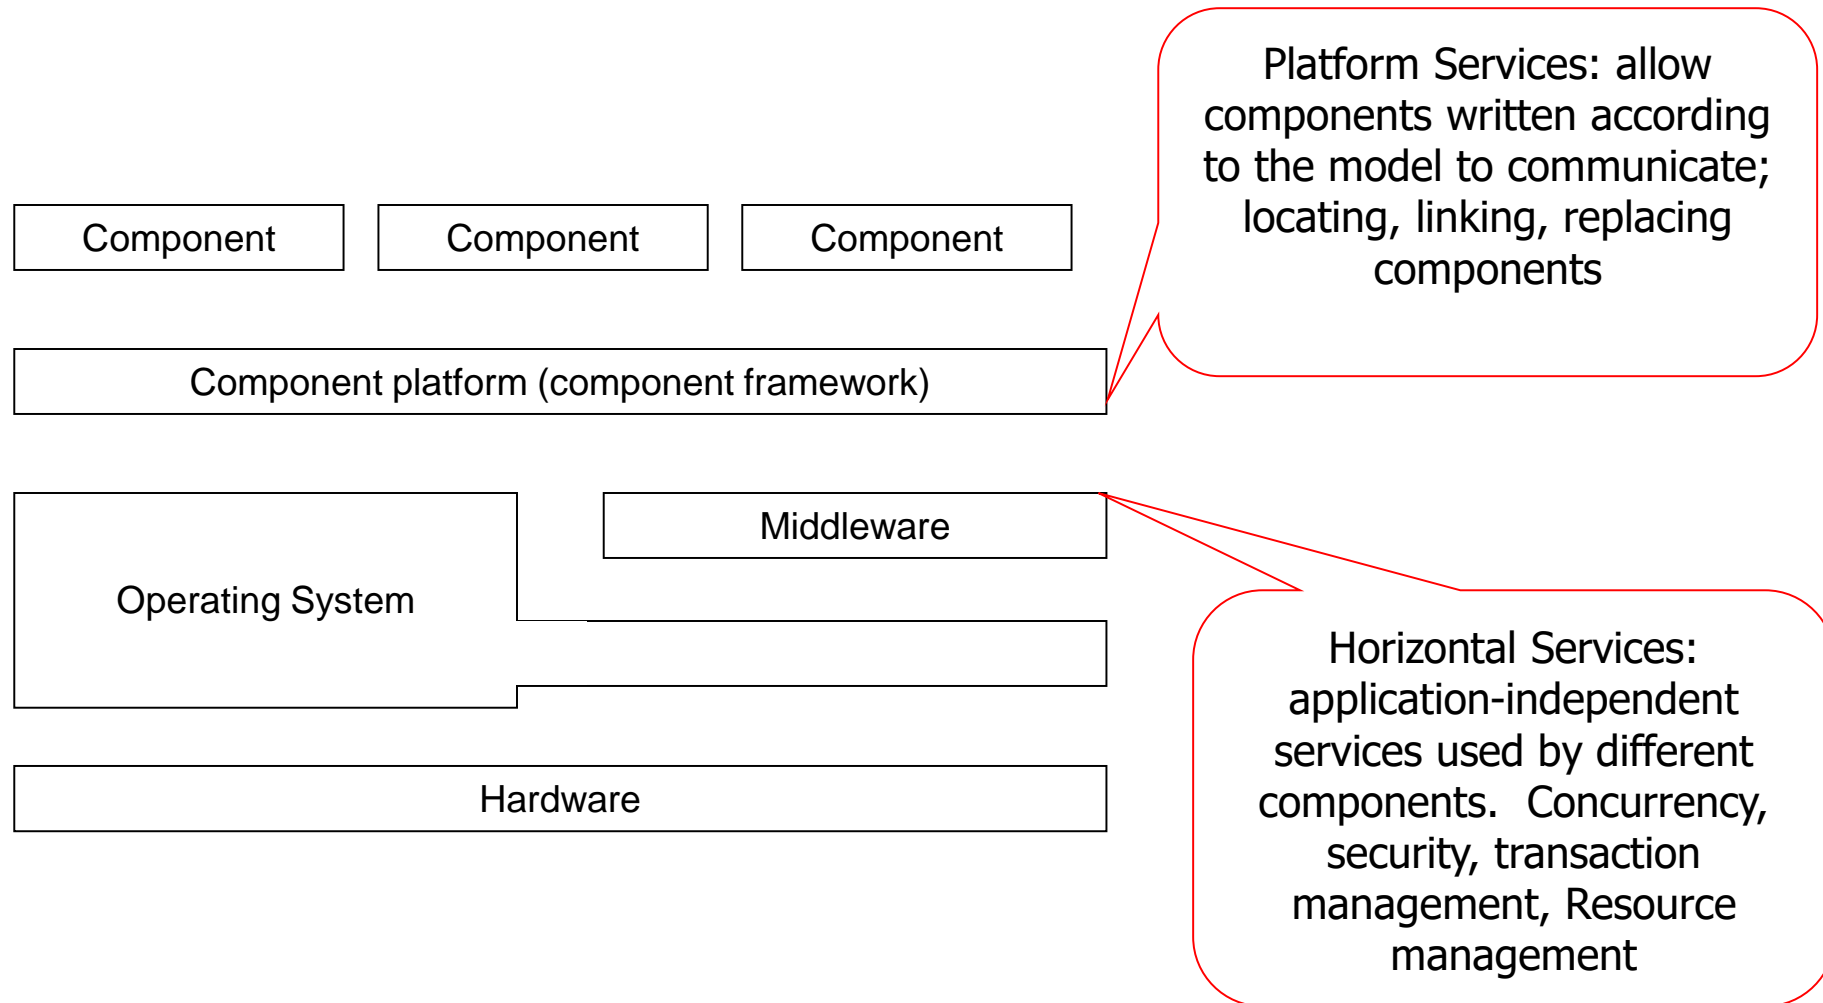 Platform Services: allow
components written according
to the model to communicate;
locating, linking, replacing
components
Component
Component
Component
Component platform (component framework)
Middleware
Operating System
Horizontal Services:
application-independent
services used by different
components.  Concurrency,
security, transaction
management, Resource
management
Hardware